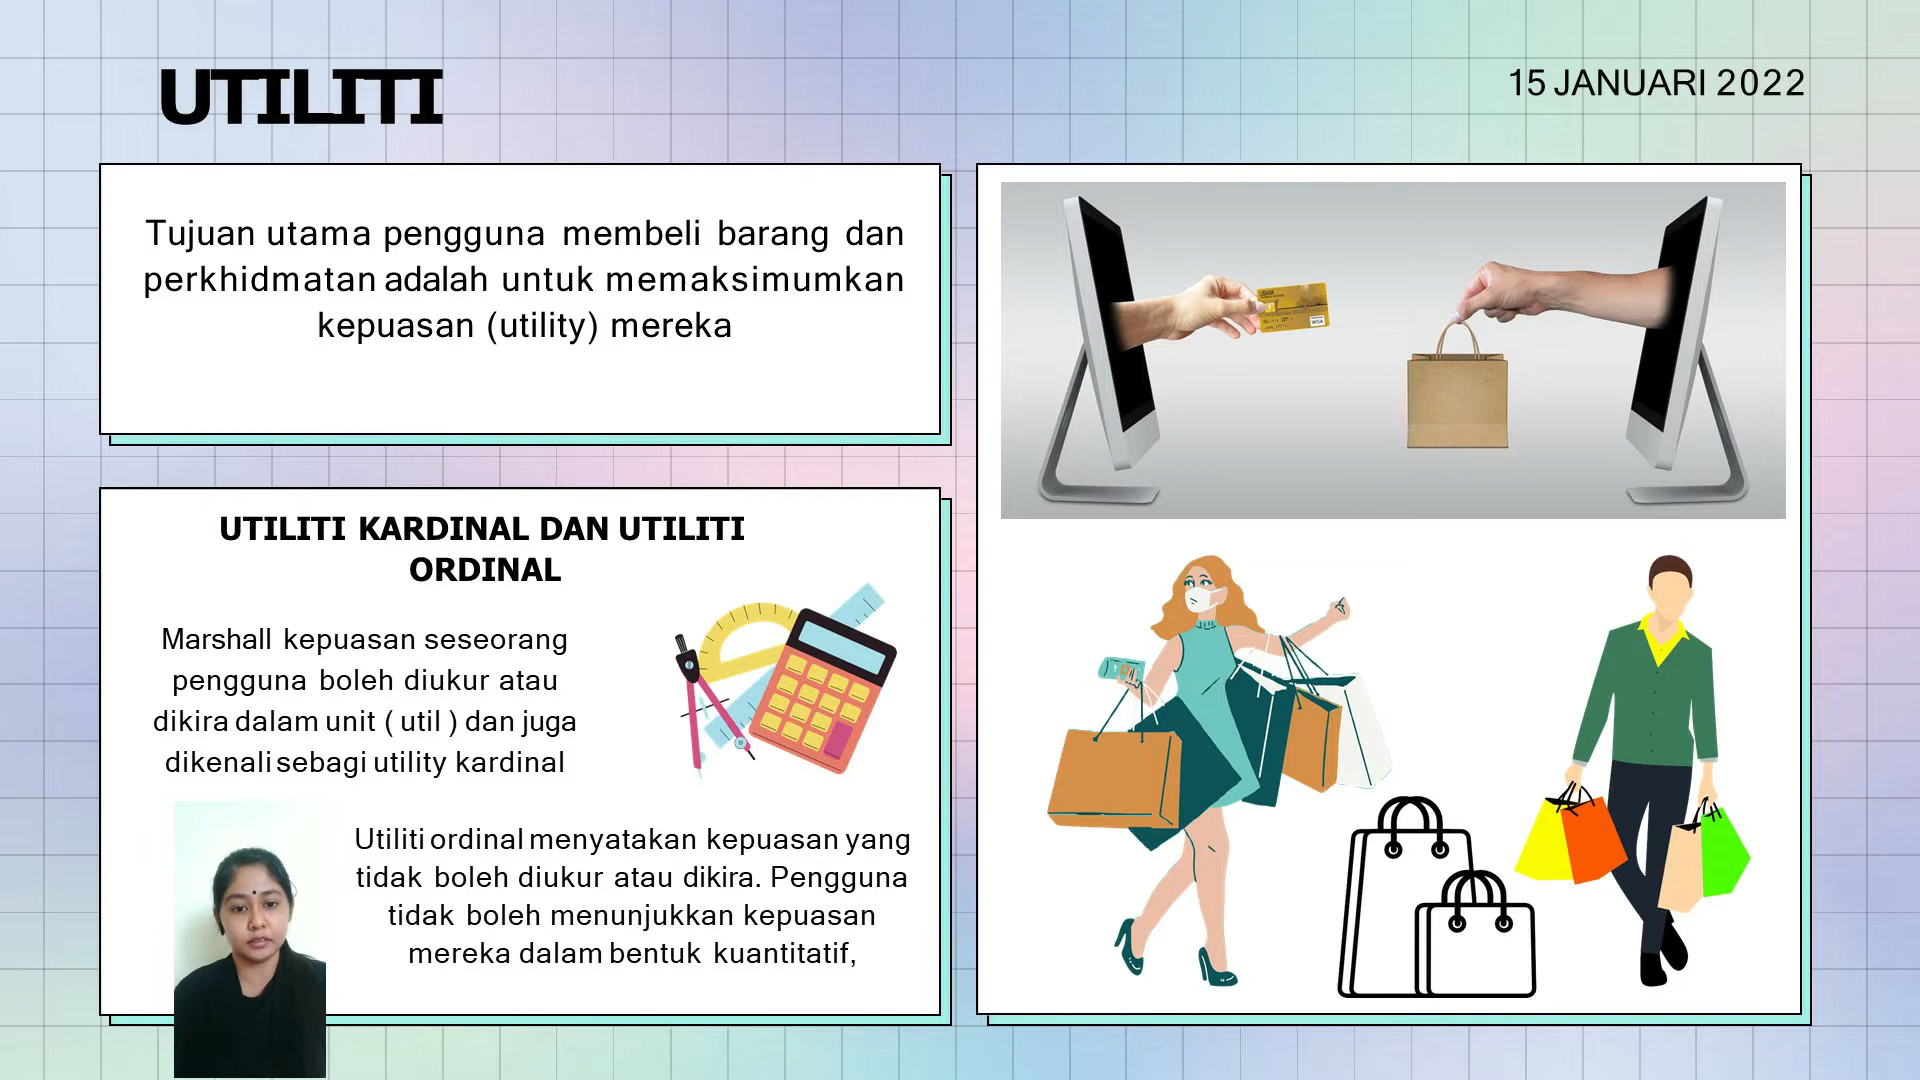 UTILITI
15 JANUARI 2022
Tujuan utama pengguna membeli barang dan
perkhidmatan adalah untuk memaksimumkan
kepuasan (utility) mereka
UTILITI KARDINAL DAN UTILITI
ORDINAL
Marshall kepuasan seseorang
pengguna boleh diukur atau
dikira dalam unit ( util ) dan juga
dikenali sebagi utility kardinal
Utiliti ordinal menyatakan kepuasan yang
tidak boleh diukur atau dikira. Pengguna
tidak boleh menunjukkan kepuasan
mereka dalam bentuk kuantitatif,
VISA